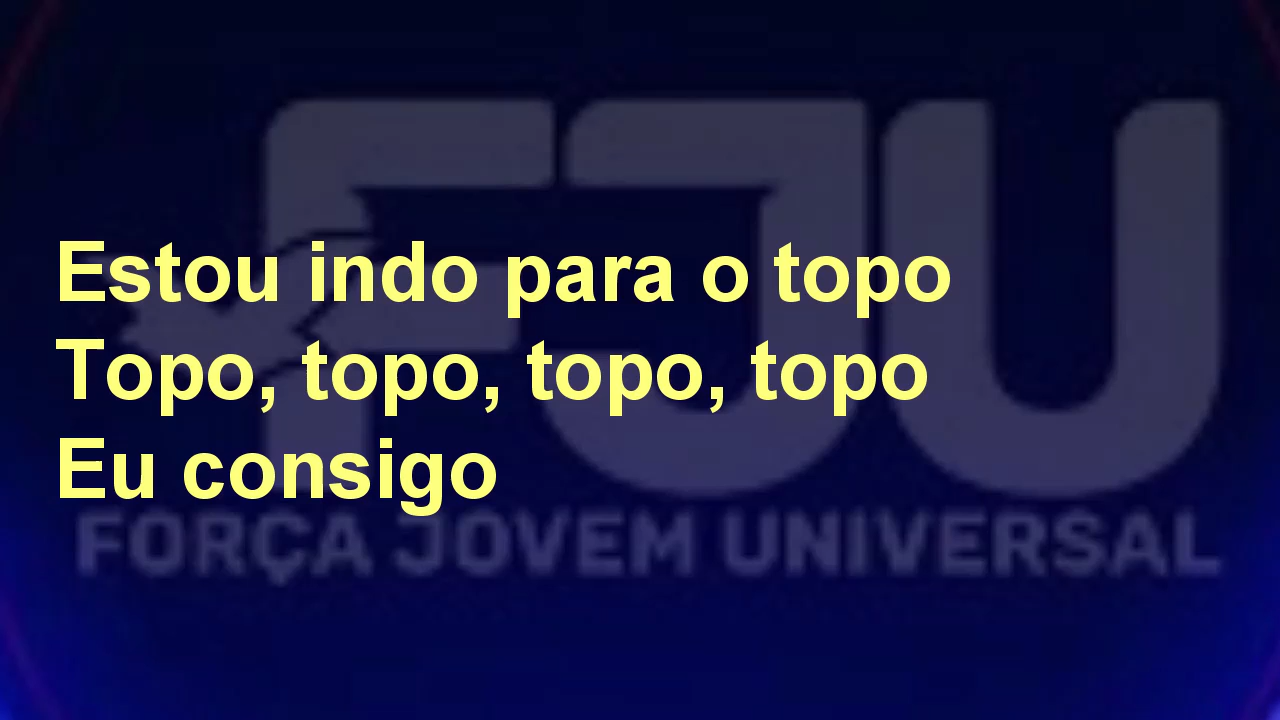 FJU
Estou indo para o topo
Topo, topo, topo, topo
Eu consigo
FORÇA JOVEM UNIVERSAL